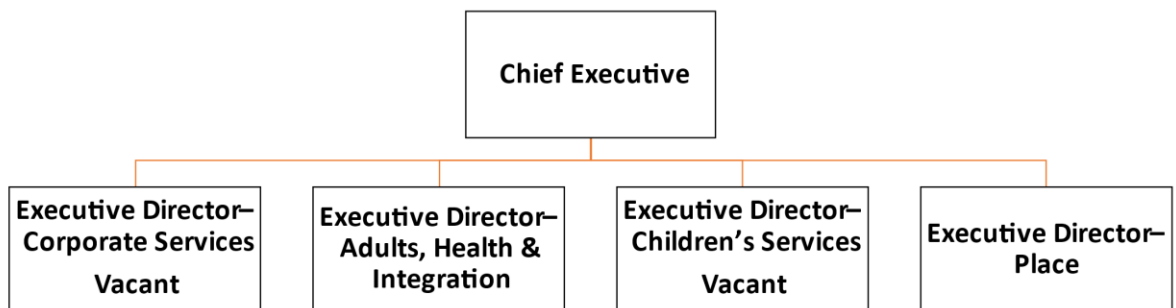 Chief Executive
Executive Director–
Corporate Services
Vacant
Executive Director–
Adults, Health &
Integration
Executive Director–
Children’s Services
Vacant
Executive Director–
Place